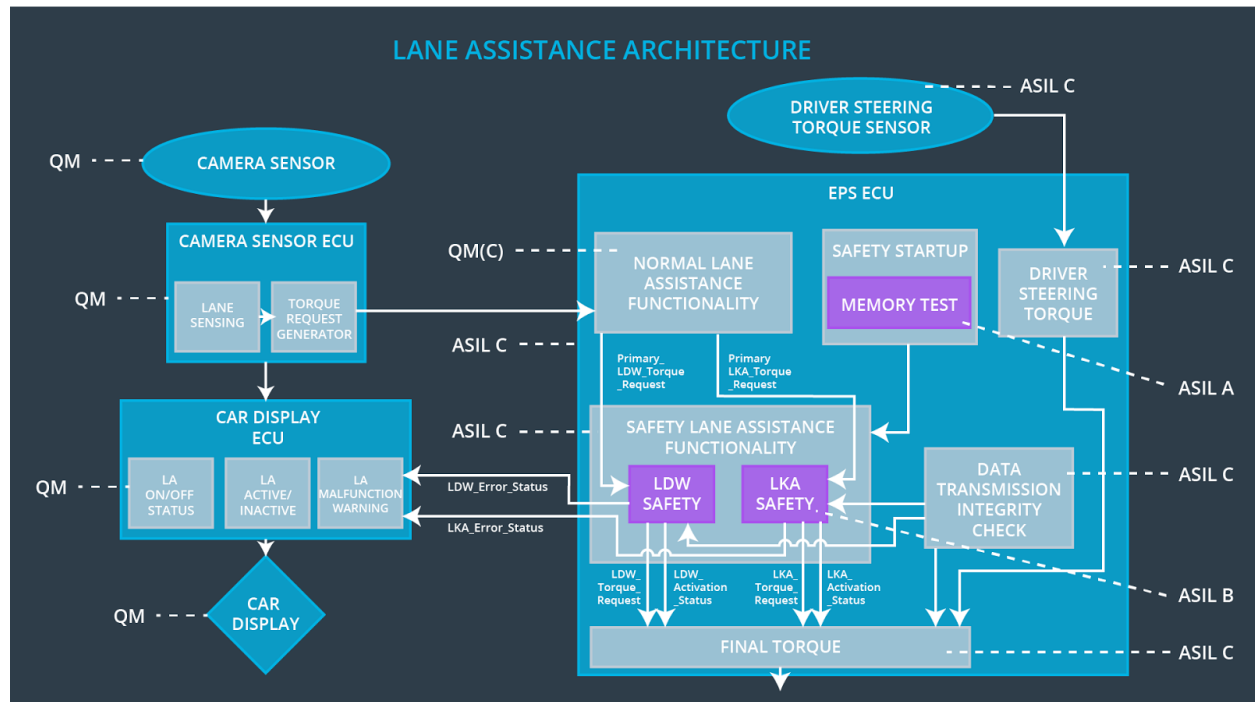 LANE ASSISTANCE ARCHITECTURE
ASIL C
DRIVER STEERING
TORQUE SENSOR
QM
CAMERA SENSOR
EPS ECU
CAMERA SENSOR ECU
QM(C)
NORMAL LANE
ASSISTANCE
FUNCTIONALITY
SAFETY STARTUP
MEMORY TEST
DRIVER
STEERING
TORQUE
ASIL C
QM
LANE
SENSING
TORQUE
REQUEST
GENERATOR
ASIL C
Primary_
LDW_Torque
_Request
Primary
LKA_Torque
_Request
ASIL A
CAR DISPLAY
ECU
ASIL C
SAFETY LANE ASSISTANCE
FUNCTIONALITY
QM
LA
ON/OFF
STATUS
LA
ACTIVE/
INACTIVE
LA
MALFUNCTION
WARNING
LDW_Error_Status
LKA_Error_Status
LDW
SAFETY
LKA
SAFETY
DATA
TRANSMISSION
INTEGRITY
CHECK
ASIL C
LDW_
Torque_
Request
LDW_
Activation
_Status
LKA_
Torque_
Request
LKA_
Activation
_Status
ASIL B
QM
CAR
DISPLAY
FINAL TORQUE
ASIL C